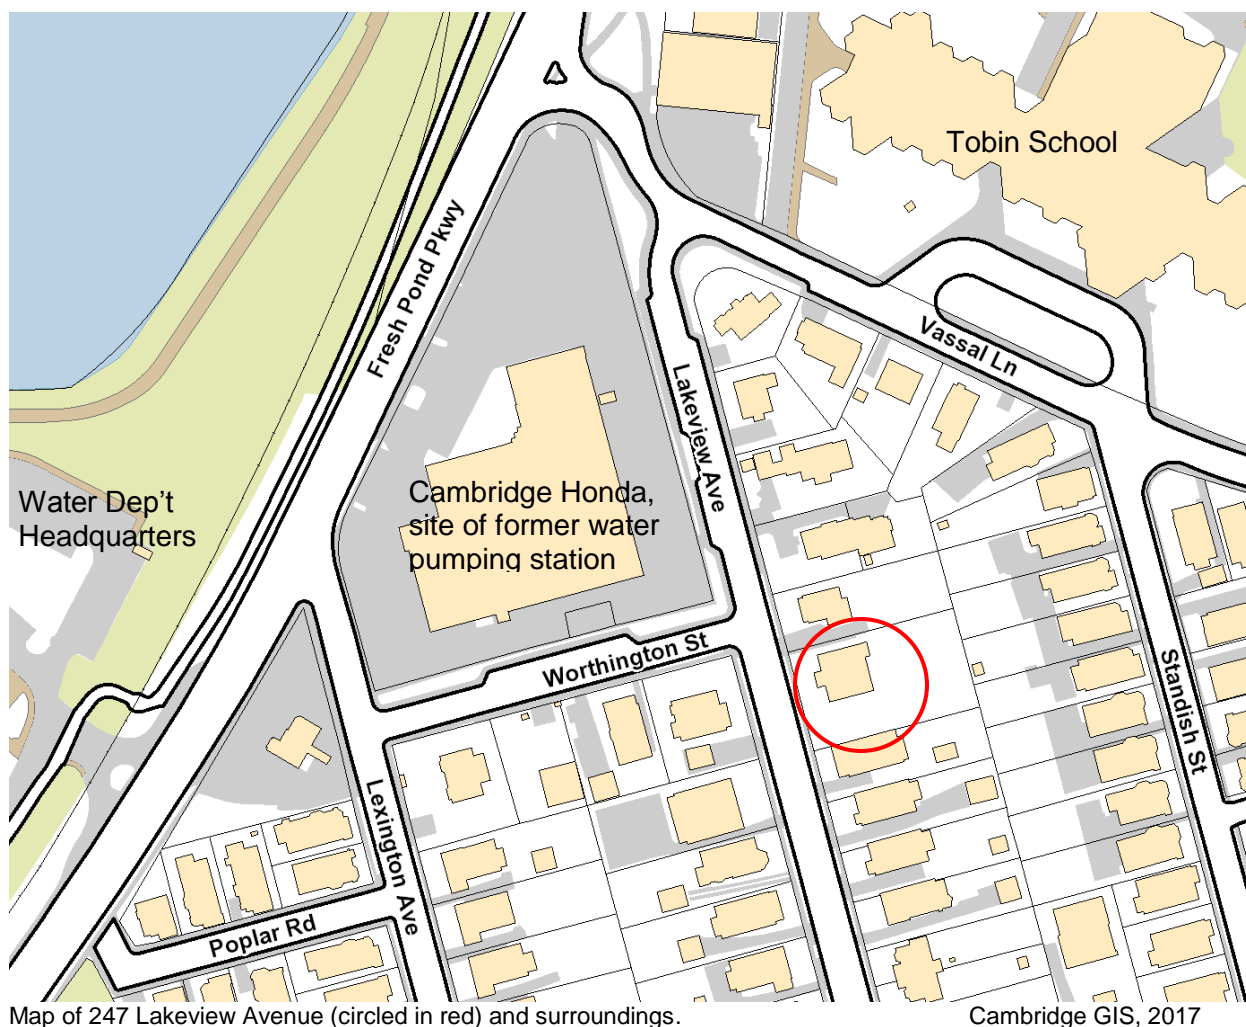 Tobin School
Fresh Pond Pkwy
Vassal Ln
Lakeview Ave
Water Dep't
Headquarters
Cambridge Honda,
site of former water
pumping station
Worthington St
Standish St
Lexington Ave
Poplar Rd
Map of 247 Lakeview Avenue (circled in red) and surroundings.
Cambridge GIS, 2017